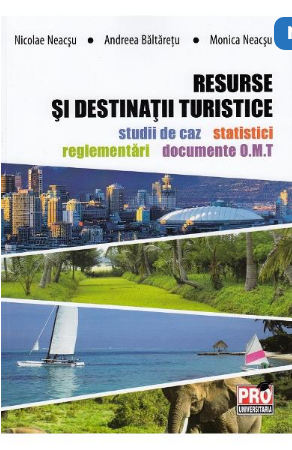 Nicolae Neacșu • Andreea Băltărețu • Monica Neacșu
RESURSE
ȘI DESTINAȚII TURISTICE
studii de caz statistici
reglementări documente O.M.T
PRO
UNIVERSITARIA